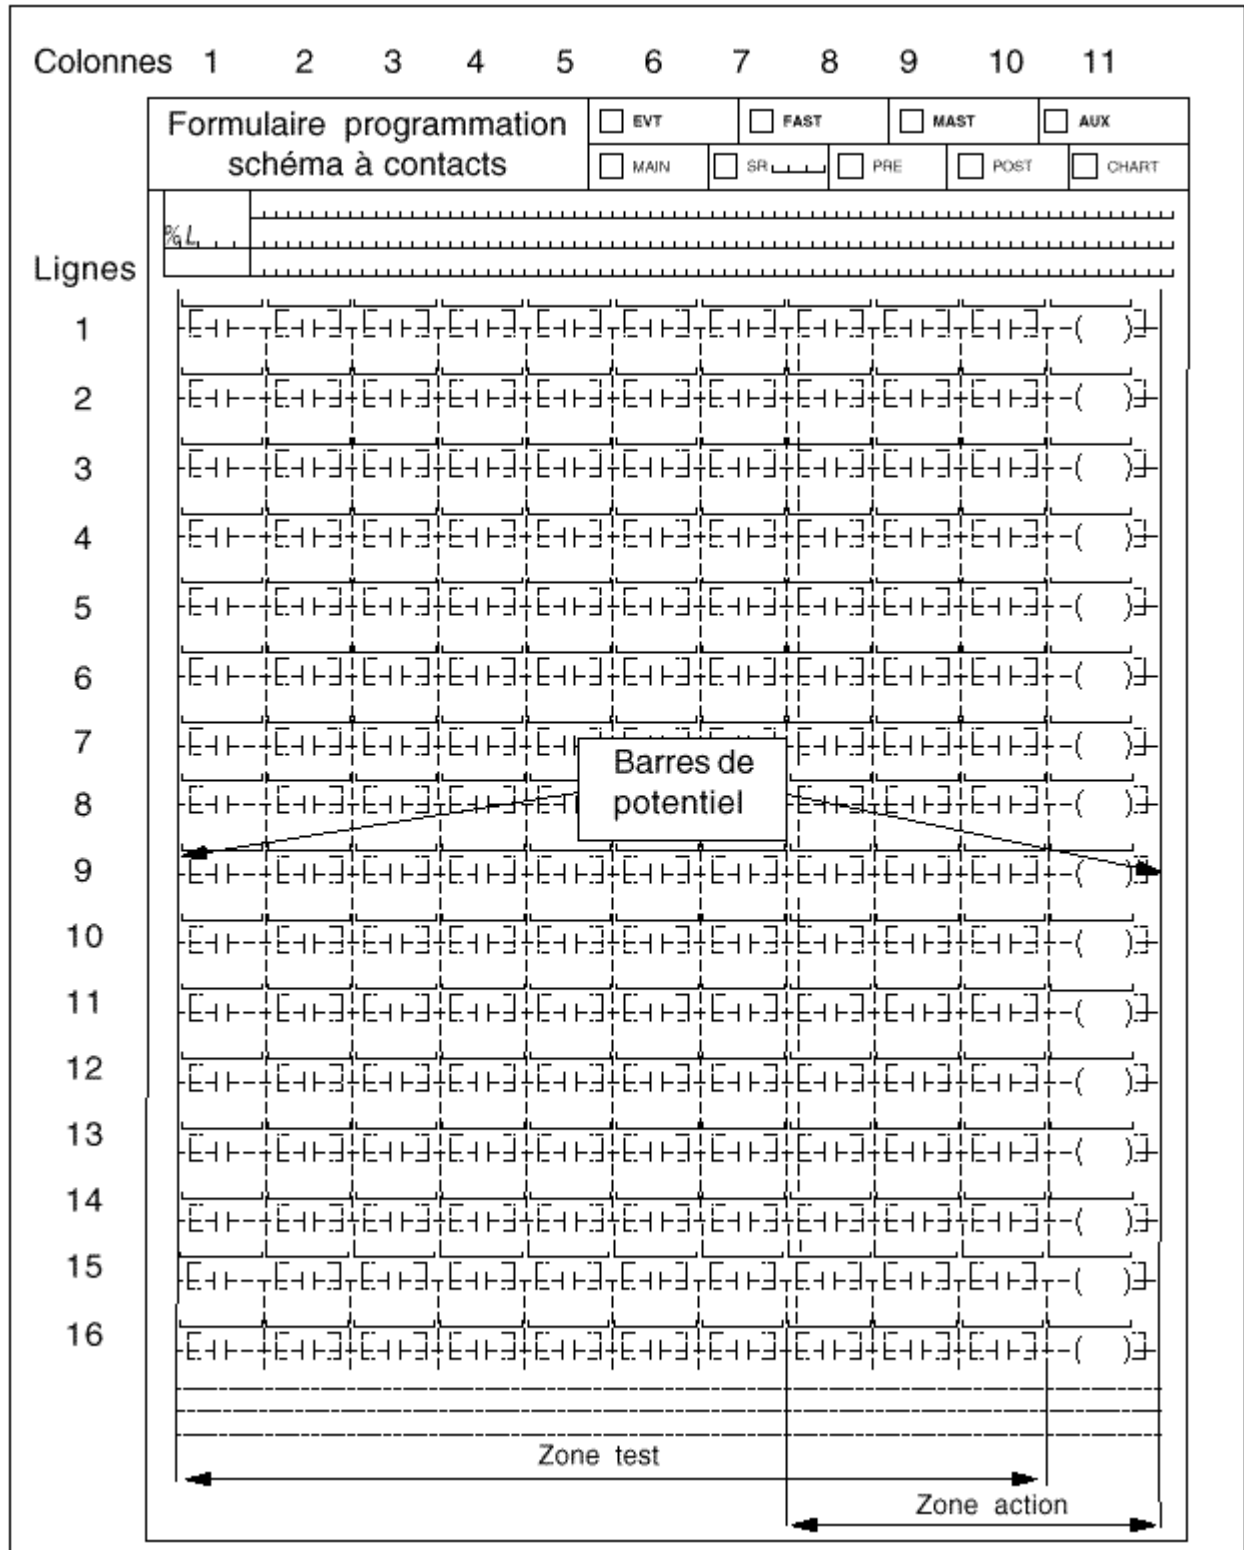 Colonnes 1 2 3 4 5 6 7 8 9 10 11
Formulaire programmation
schéma à contacts
EVT FAST MAST AUX
MAIN SR PRE POST CHART
%L
Lignes
1
2
3
4
5
6
7
8
Barres de
potentiel
9
10
11
12
13
14
15
16
Zone test
Zone action